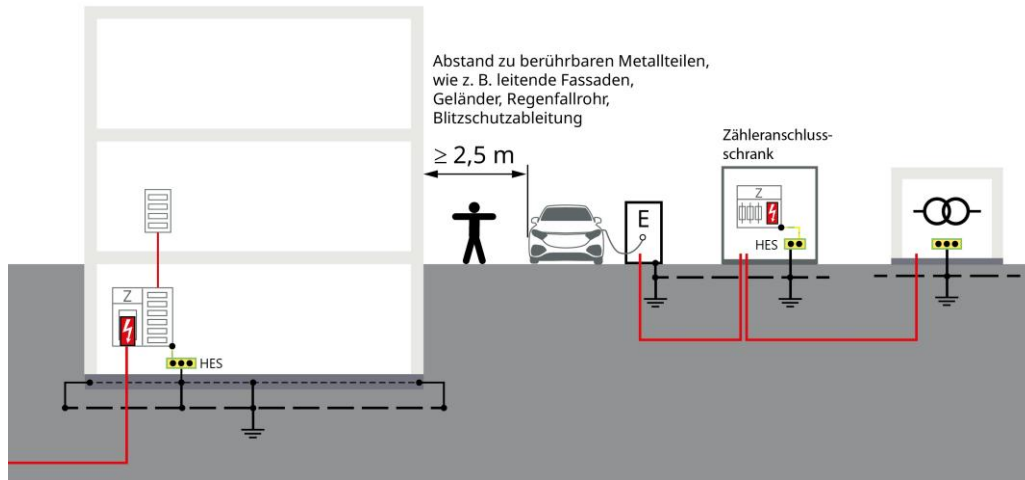 Abstand zu berührbaren Metallteilen,
wie z. B. leitende Fassaden,
Geländer, Regenfallrohr,
Blitzschutzableitung
≥ 2,5 m
Zähleranschluss-
schrank
Z
E
HES
Z
HES